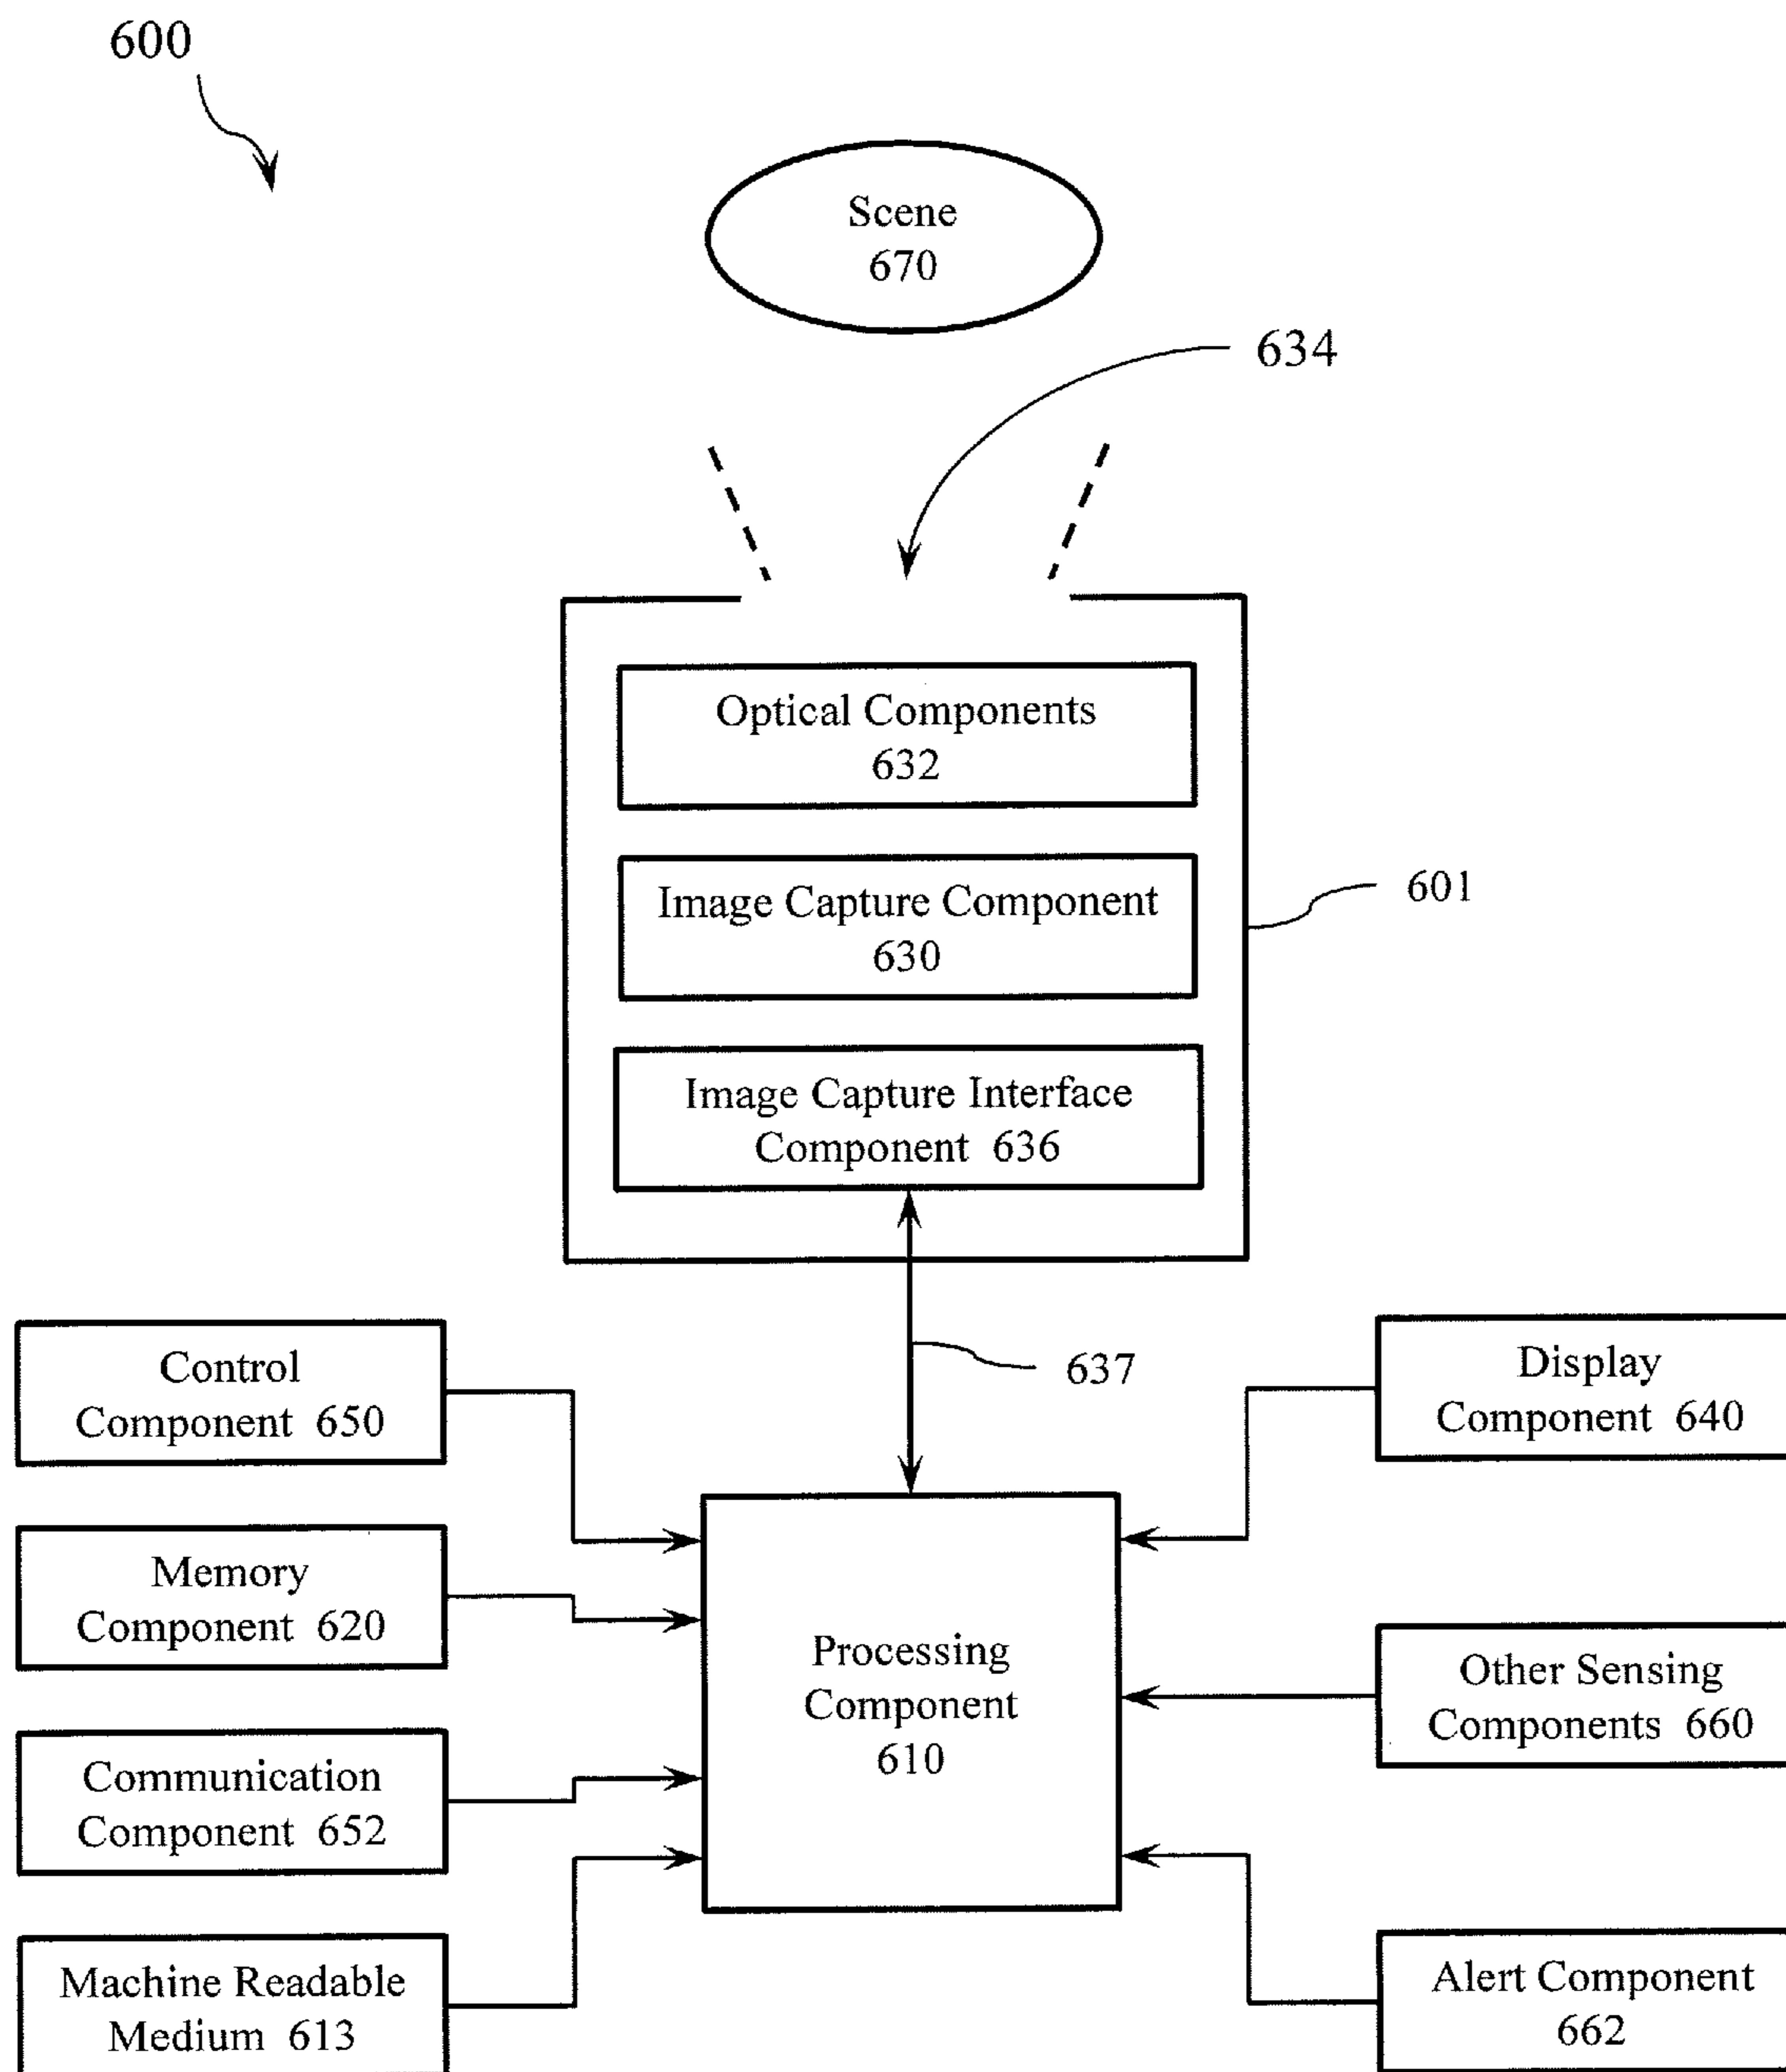 600
Scene
670
634
Optical Components
632
Image Capture Component
630
601
Image Capture Interface
Component 636
637
Control
Component 650
Display
Component 640
Memory
Component 620
Processing
Component
610
Other Sensing
Components 660
Communication
Component 652
Machine Readable
Medium 613
Alert Component
662